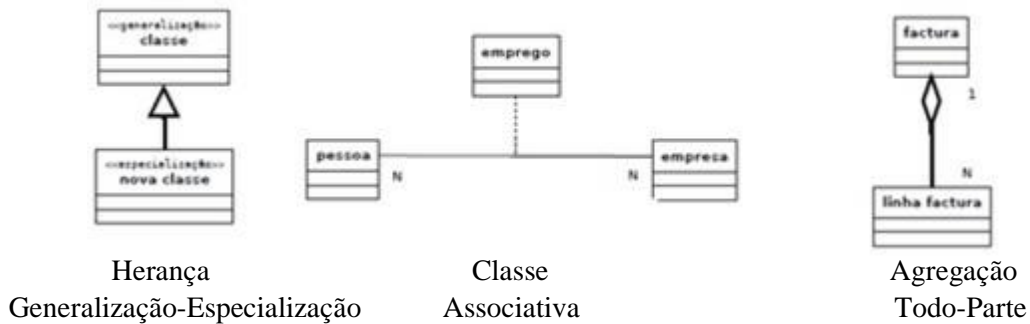 <<generalização>>
classe
<<especialização>>
nova classe
emprego
pessoa
N
N
empresa
factura
1
N
linha factura
Herança
Generalização-Especialização
Classe
Associativa
Agregação
Todo-Parte